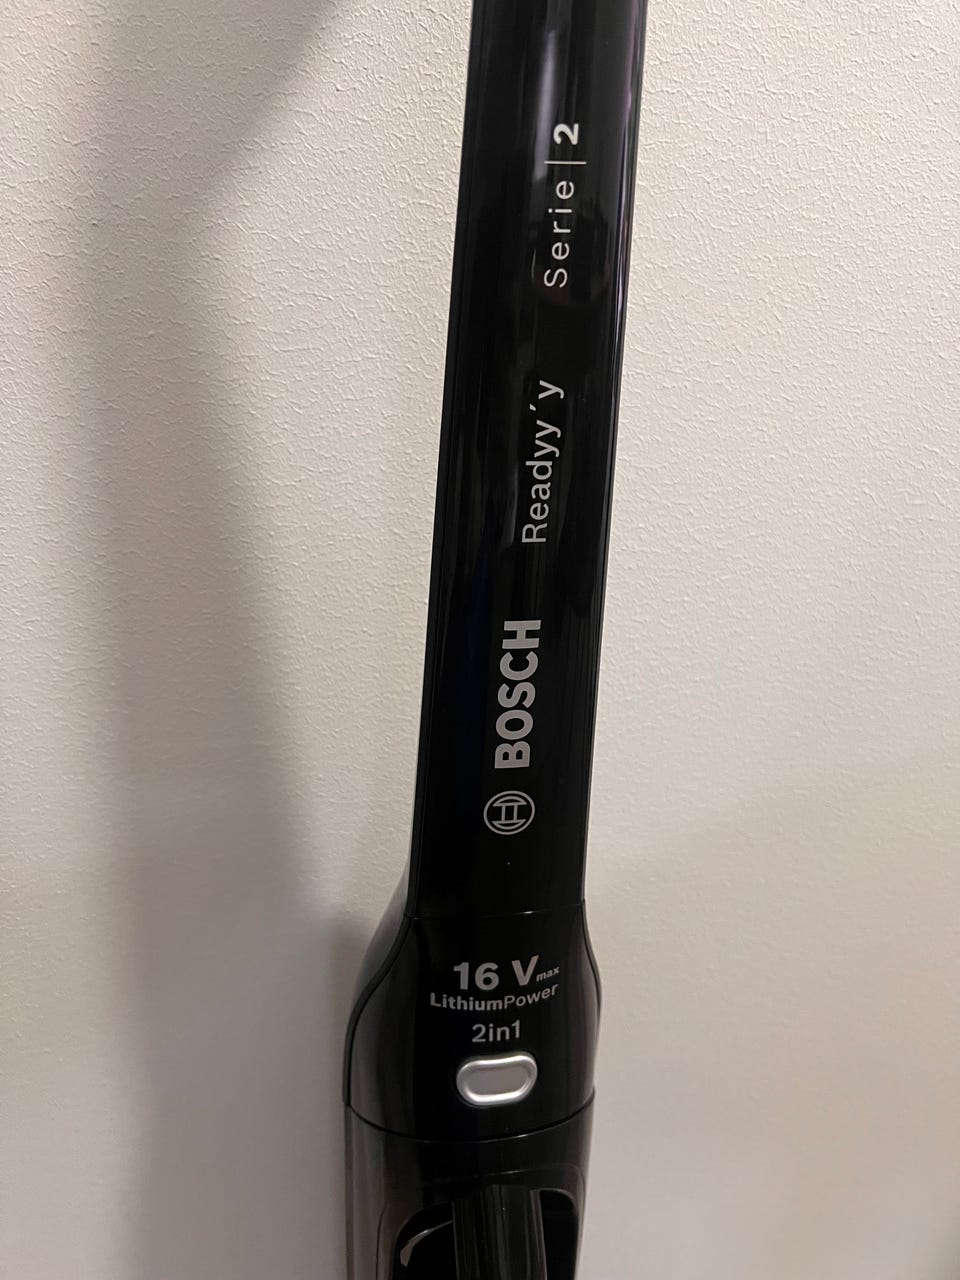 BOSCH Readyy´y Serie | 2
16 Vmax
LithiumPower
2in1